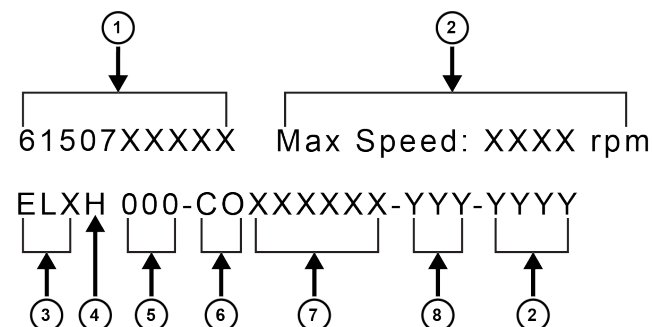 1 2
61507XXXXX Max Speed: XXXX rpm
ELXH 000-COXXXXXX-YYY-YYYY
3 4 5 6 7 8 2